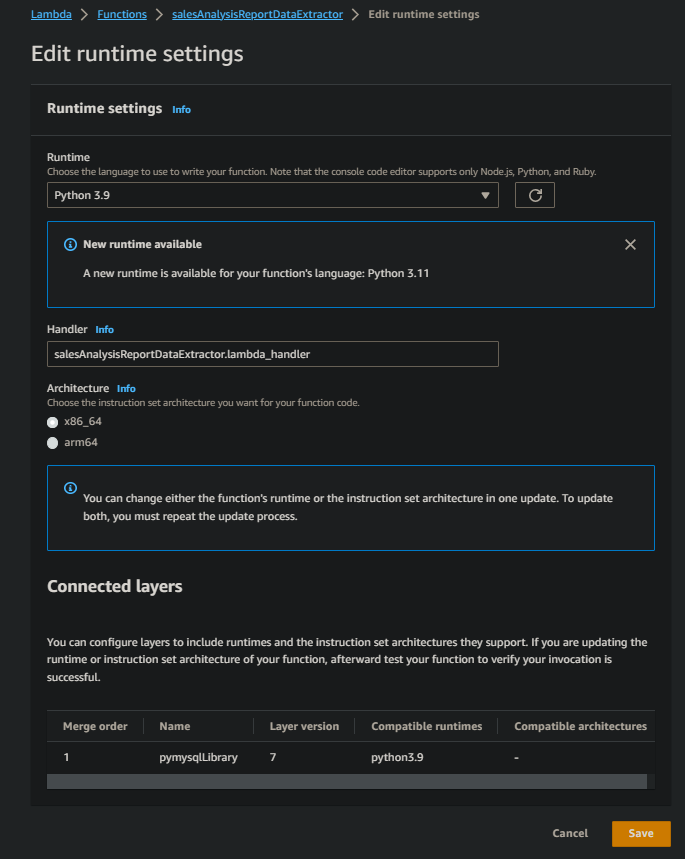 Lambda > Functions > salesAnalysisReportDataExtractor > Edit runtime settings
Edit runtime settings
Runtime settings Info
Runtime
Choose the language to use to write your function. Note that the console code editor supports only Node.js, Python, and Ruby.
Python 3.9
New runtime available
A new runtime is available for your function's language: Python 3.11
Handler Info
salesAnalysisReportDataExtractor.lambda_handler
Architecture Info
Choose the instruction set architecture you want for your function code.
x86_64
arm64
You can change either the function's runtime or the instruction set architecture in one update. To update
both, you must repeat the update process.
Connected layers
You can configure layers to include runtimes and the instruction set architectures they support. If you are updating the
runtime or instruction set architecture of your function, afterward test your function to verify your invocation is
successful.
Merge order Name Layer version Compatible runtimes Compatible architectures
1 pymysqlLibrary 7 python3.9 -
Cancel Save